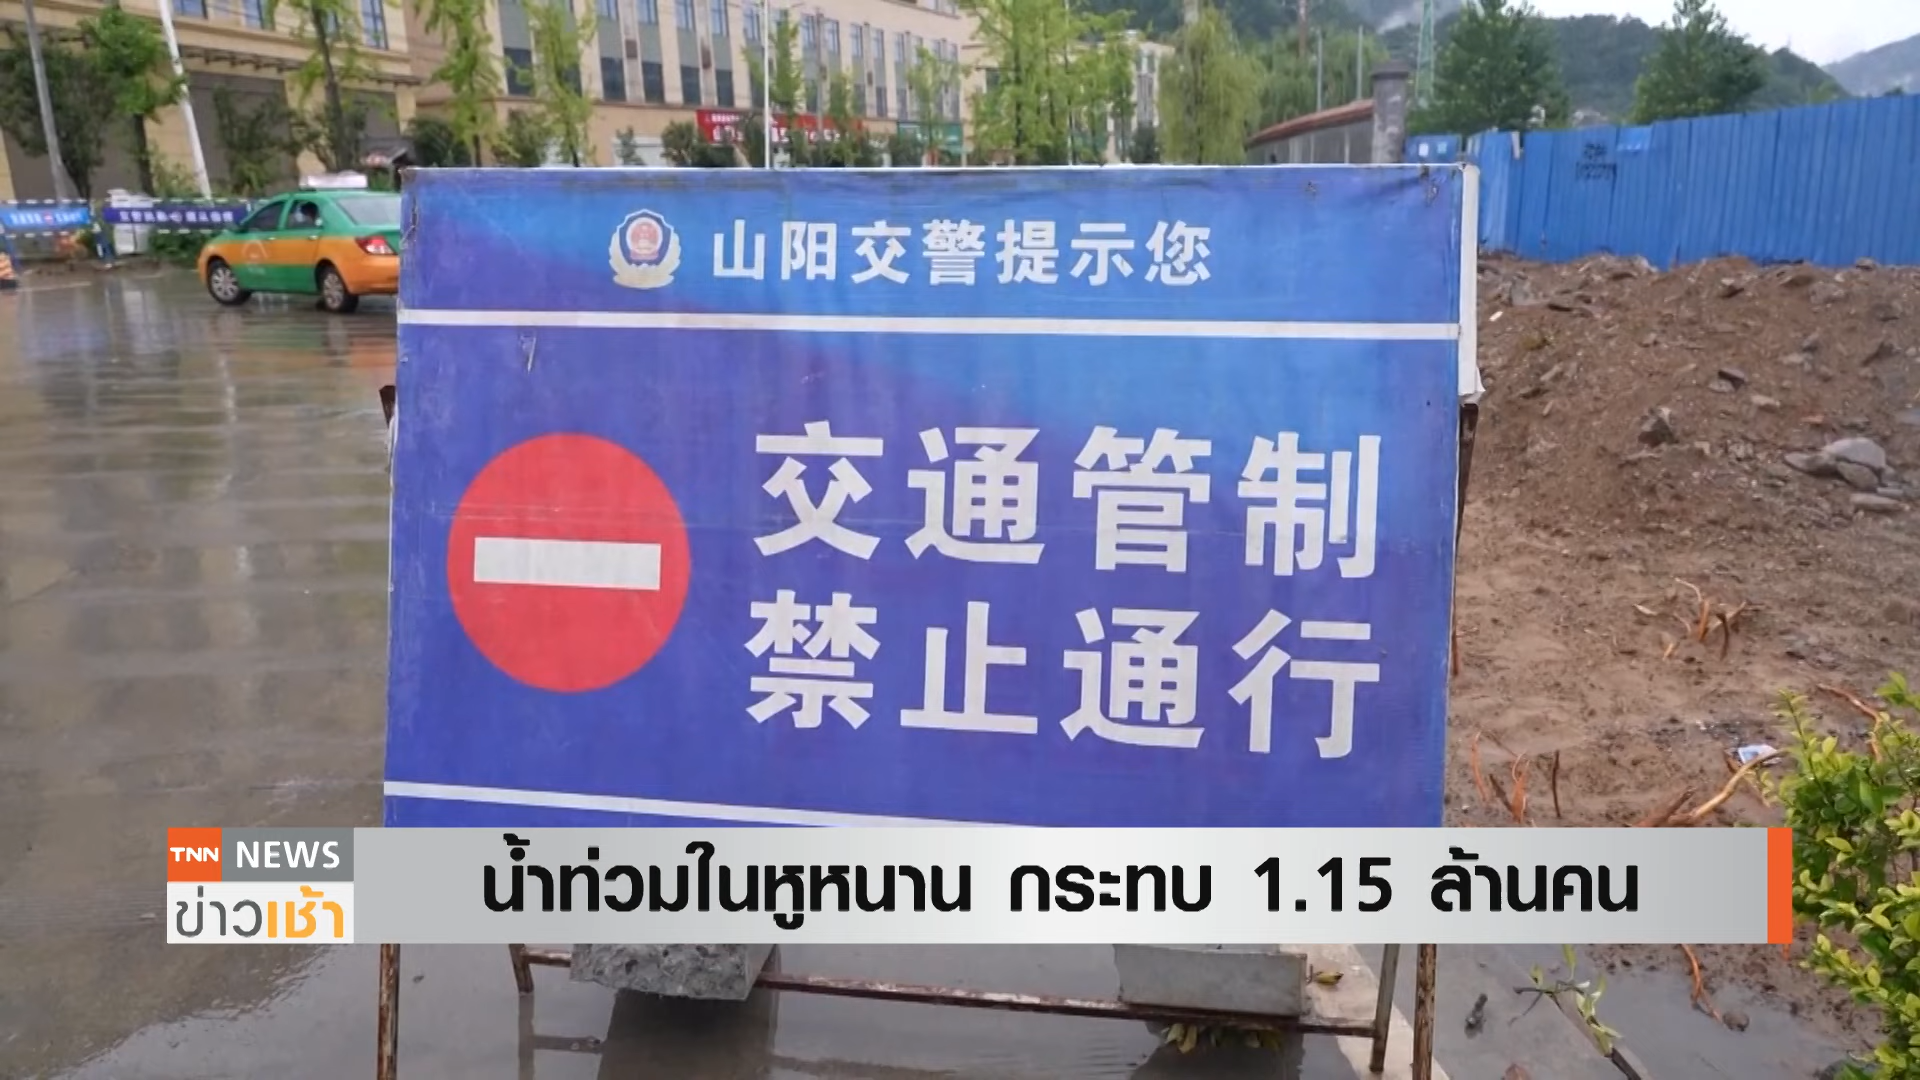 山阳交警提示您
交通管制
禁止通行
TNN NEWS
ข่าวเช้า
น้ำท่วมในหูหนาน กระทบ 1.15 ล้านคน